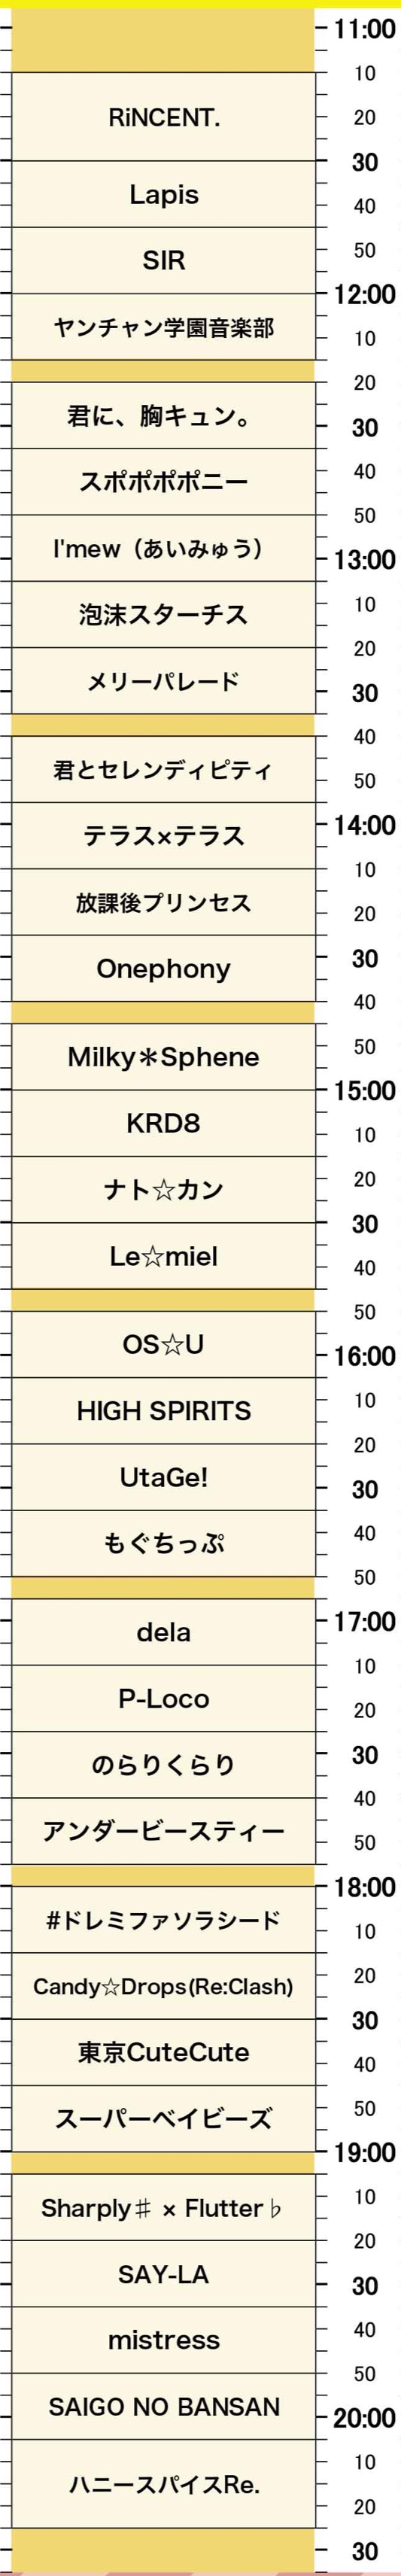 11:00
10
RiNCENT.
20
30
Lapis
40
SIR
50
12:00
ヤンチャン学園音楽部
10
20
君に、胸キュン。
30
スポポポポニー
40
50
I'mew（あいみゅう）
13:00
泡沫スターチス
10
20
メリーパレード
30
40
君とセレンディピティ
50
テラス×テラス
14:00
10
放課後プリンセス
20
Onephony
30
40
Milky＊Sphene
50
15:00
KRD8
10
ナト☆カン
20
30
Le☆miel
40
50
OS☆U
16:00
HIGH SPIRITS
10
20
UtaGe!
30
もぐちっぷ
40
50
dela
17:00
10
P-Loco
20
のらりくらり
30
40
アンダービースティー
50
18:00
#ドレミファソラシード
10
Candy☆Drops(Re:Clash)
20
30
東京CuteCute
40
スーパーベイビーズ
50
19:00
Sharply♯ × Flutter♭
10
20
SAY-LA
30
mistress
40
50
SAIGO NO BANSAN
20:00
10
ハニースパイスRe.
20
30